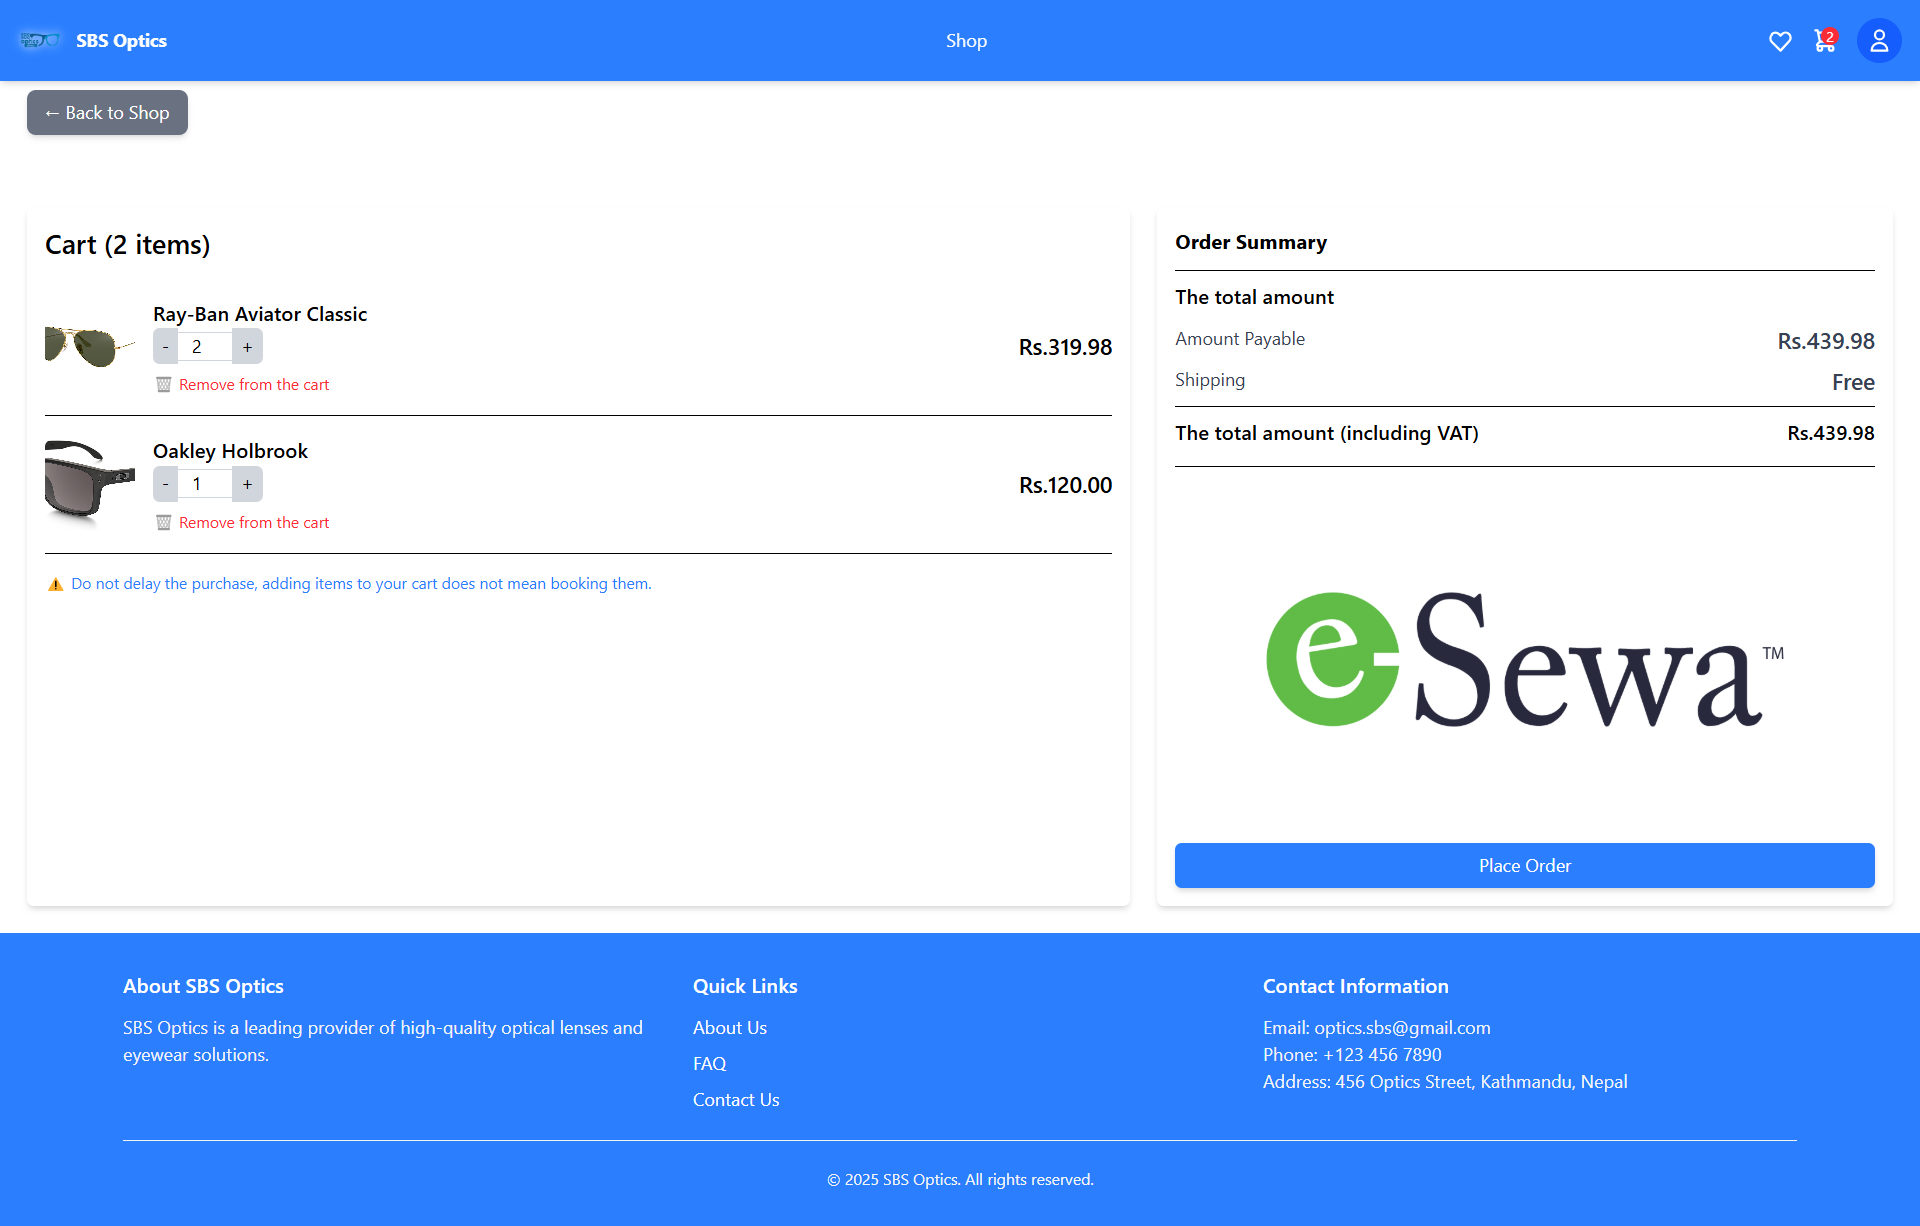 SBS Optics
Shop
2
← Back to Shop
Cart (2 items)
Ray-Ban Aviator Classic
- 2 +
Rs.319.98
Remove from the cart
Oakley Holbrook
- 1 +
Rs.120.00
Remove from the cart
Do not delay the purchase, adding items to your cart does not mean booking them.
Order Summary
The total amount
Amount Payable Rs.439.98
Shipping Free
The total amount (including VAT) Rs.439.98
e-Sewa™
Place Order
About SBS Optics
SBS Optics is a leading provider of high-quality optical lenses and
eyewear solutions.
Quick Links
About Us
FAQ
Contact Us
Contact Information
Email: optics.sbs@gmail.com
Phone: +123 456 7890
Address: 456 Optics Street, Kathmandu, Nepal
© 2025 SBS Optics. All rights reserved.